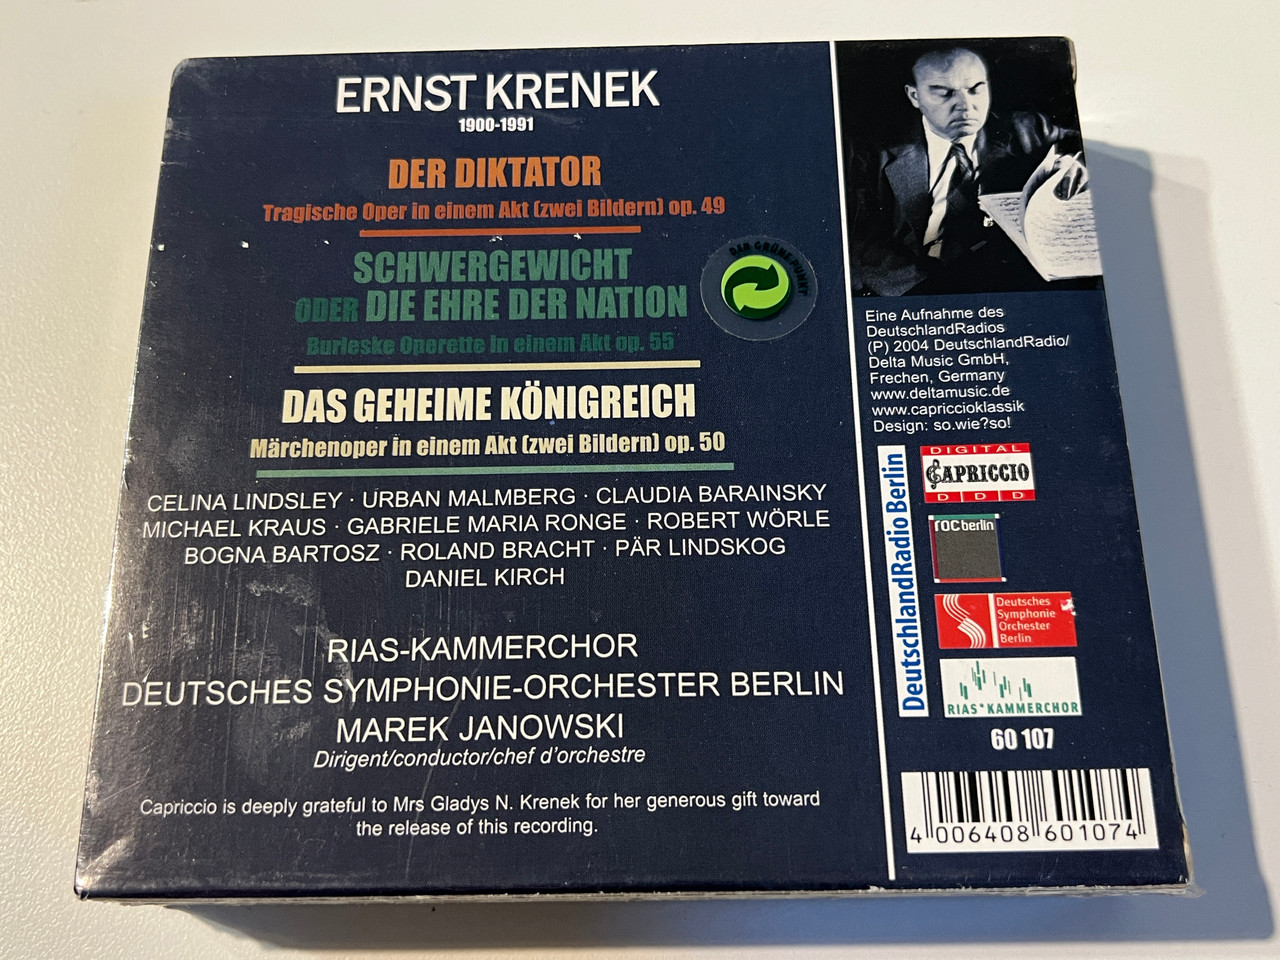 ERNST KRENEK
1900-1991
DER DIKTATOR
Tragische Oper in einem Akt (zwei Bildern) op. 49
SCHWERGEWICHT
ODER DIE EHRE DER NATION
Burleske Operette in einem Akt op. 55
DAS GEHEIME KÖNIGREICH
Märchenoper in einem Akt (zwei Bildern) op. 50
CELINA LINDSLEY · URBAN MALMBERG · CLAUDIA BARAINSKY
MICHAEL KRAUS · GABRIELE MARIA RONGE · ROBERT WÖRLE
BOGNA BARTOSZ · ROLAND BRACHT · PÄR LINDSKOG
DANIEL KIRCH
RIAS-KAMMERCHOR
DEUTSCHES SYMPHONIE-ORCHESTER BERLIN
MAREK JANOWSKI
Dirigent/conductor/chef d'orchestre
Capriccio is deeply grateful to Mrs Gladys N. Krenek for her generous gift toward
the release of this recording.
DER GRÜNE PUNKT
Eine Aufnahme des
DeutschlandRadios
(P) 2004 DeutschlandRadio/
Delta Music GmbH,
Frechen, Germany
www.deltamusic.de
www.capriccioklassik
Design: so.wie?so!
DeutschlandRadio Berlin
DIGITAL
CAPRICCIO
D D D
roc berlin
Deutsches
Symphonie
Orchester
Berlin
RIAS*KAMMERCHOR
60 107
4 006408 601074